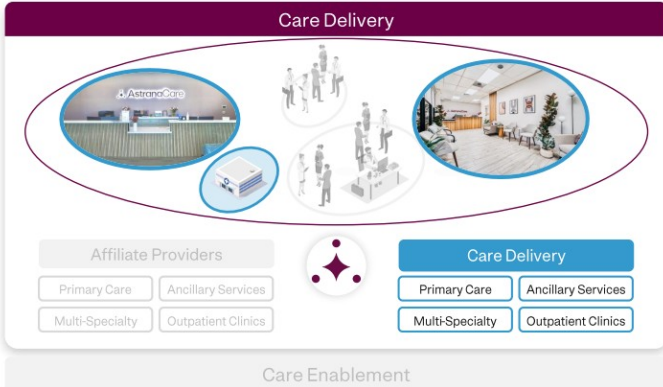 Care Delivery
AstranaCare
Affiliate Providers
Primary Care
Ancillary Services
Multi-Specialty
Outpatient Clinics
Care Delivery
Primary Care
Ancillary Services
Multi-Specialty
Outpatient Clinics
Care Enablement